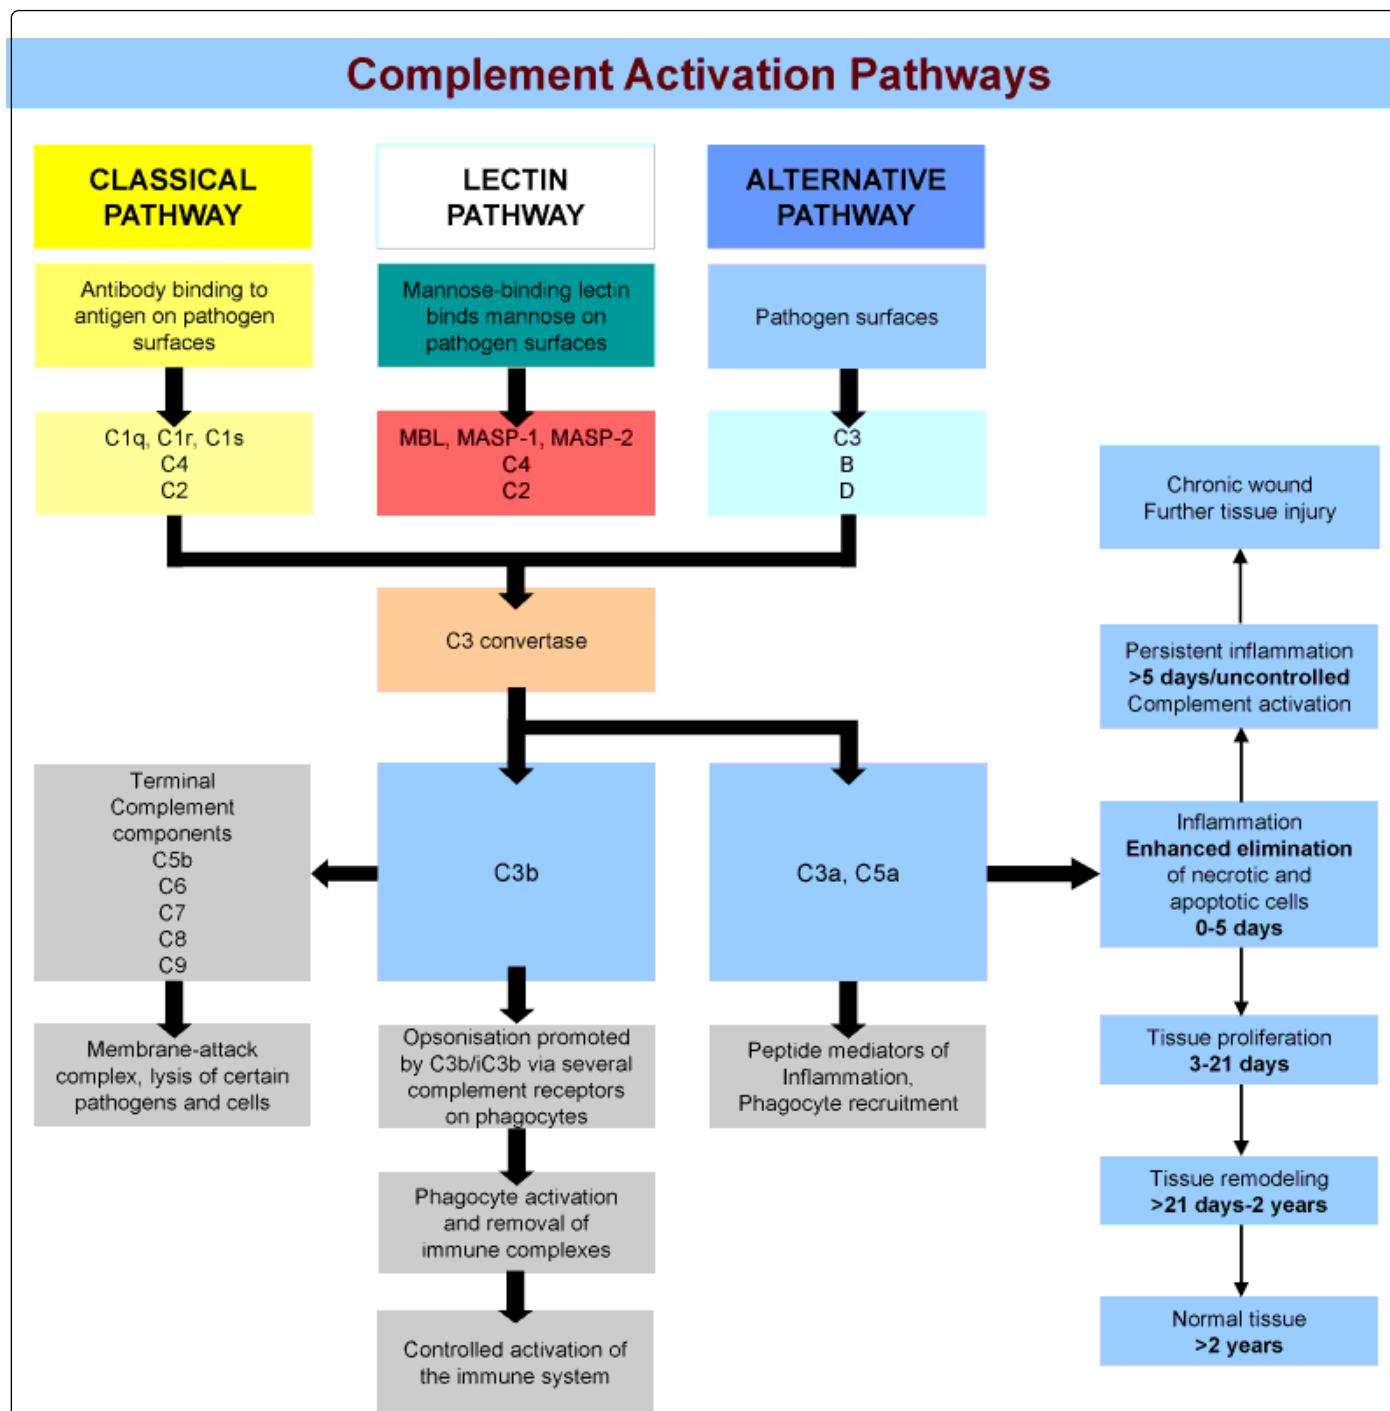 Complement Activation Pathways
CLASSICAL
PATHWAY
LECTIN
PATHWAY
ALTERNATIVE
PATHWAY
Antibody binding to
antigen on pathogen
surfaces
Mannose-binding lectin
binds mannose on
pathogen surfaces
Pathogen surfaces
C1q, C1r, C1s
C4
C2
MBL, MASP-1, MASP-2
C4
C2
C3
B
D
C3 convertase
Terminal
Complement
components
C5b
C6
C7
C8
C9
C3b
C3a, C5a
Membrane-attack
complex, lysis of certain
pathogens and cells
Opsonisation promoted
by C3b/iC3b via several
complement receptors
on phagocytes
Peptide mediators of
Inflammation,
Phagocyte recruitment
Phagocyte activation
and removal of
immune complexes
Controlled activation of
the immune system
Chronic wound
Further tissue injury
Persistent inflammation
>5 days/uncontrolled
Complement activation
Inflammation
Enhanced elimination
of necrotic and
apoptotic cells
0-5 days
Tissue proliferation
3-21 days
Tissue remodeling
>21 days-2 years
Normal tissue
>2 years